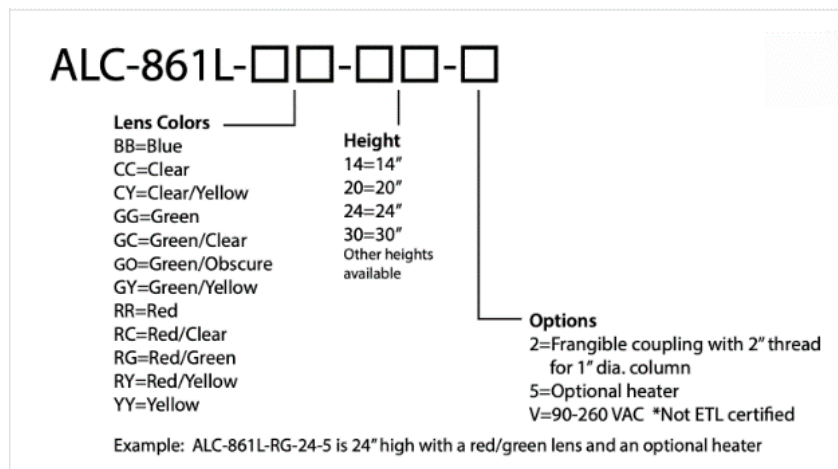 ALC-861L-□□-□□-□
Lens Colors
BB=Blue
CC=Clear
CY=Clear/Yellow
GG=Green
GC=Green/Clear
GO=Green/Obscure
GY=Green/Yellow
RR=Red
RC=Red/Clear
RG=Red/Green
RY=Red/Yellow
YY=Yellow
Height
14=14″
20=20″
24=24″
30=30″
Other heights
available
Options
2=Frangible coupling with 2″ thread
for 1″ dia. column
5=Optional heater
V=90-260 VAC *Not ETL certified
Example: ALC-861L-RG-24-5 is 24″ high with a red/green lens and an optional heater